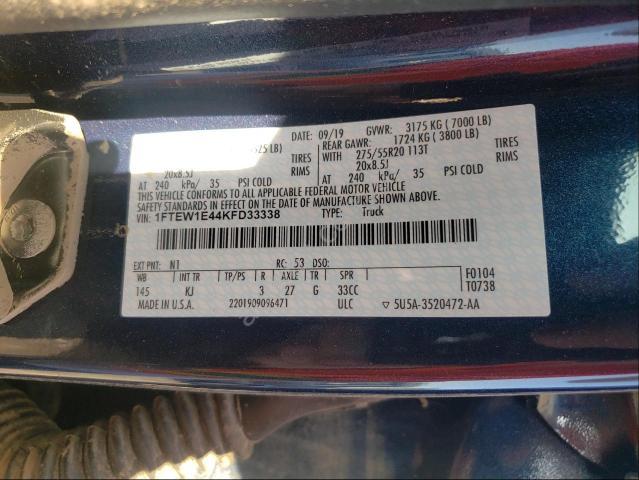 DATE: 09/19 GVWR: 3175 KG ( 7000 LB)
LB) REAR GAWR: 1724 KG ( 3800 LB)
TIRES WITH 275/55R20 113T TIRES
20x8.5J RIMS 20x8.5J RIMS
AT 240 kPa/ 35 PSI COLD AT 240 kPa/ 35 PSI COLD
THIS VEHICLE CONFORMS TO ALL APPLICABLE FEDERAL MOTOR VEHICLE
SAFETY STANDARDS IN EFFECT ON THE DATE OF MANUFACTURE SHOWN ABOVE.
VIN: 1FTEW1E44KFD33338 TYPE: Truck
EXT PNT: N1 RC: 53 DSO: F0104
WB INT TR TP/PS R AXLE TR SPR T0738
145 KJ 3 27 G 33CC
MADE IN U.S.A. 2201909096471 ULC ▽ 5U5A-3520472-AA